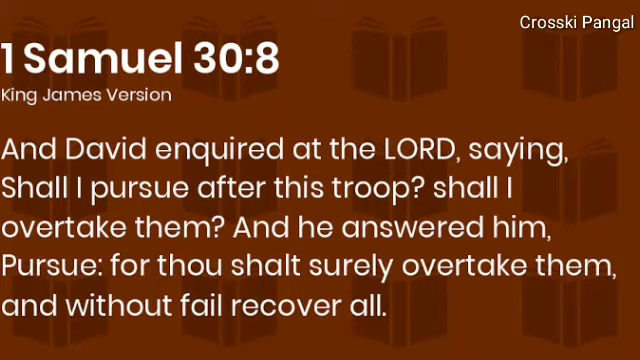 Crosski Pangal
1 Samuel 30:8
King James Version
And David enquired at the LORD, saying,
Shall I pursue after this troop? shall I
overtake them? And he answered him,
Pursue: for thou shalt surely overtake them,
and without fail recover all.